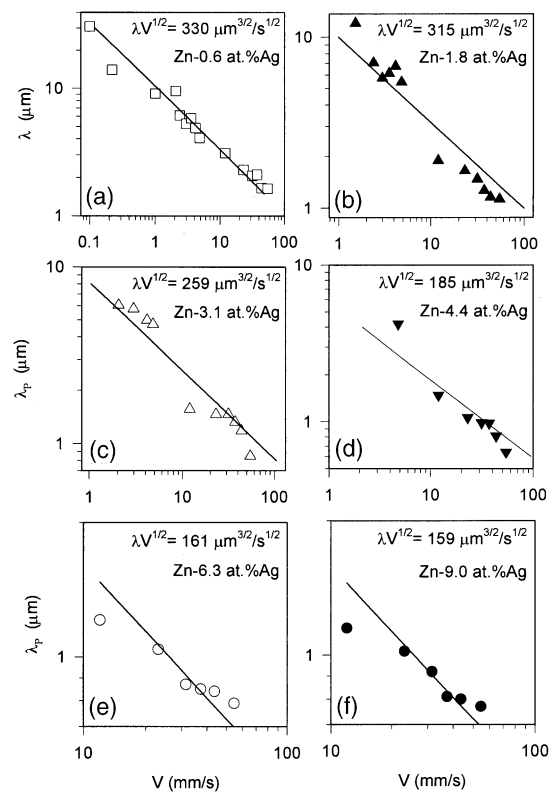 λV1/2= 330 μm3/2/s1/2
Zn-0.6 at.%Ag
10
λ (μm)
(a)
1
0.1 1 10 100
λV1/2= 315 μm3/2/s1/2
Zn-1.8 at.%Ag
10
(b)
1
1 10 100
10
λV1/2= 259 μm3/2/s1/2
Zn-3.1 at.%Ag
λP (μm)
(c)
1
1 10 100
10
λV1/2= 185 μm3/2/s1/2
Zn-4.4 at.%Ag
1
(d)
1 10 100
λV1/2= 161 μm3/2/s1/2
Zn-6.3 at.%Ag
λP (μm)
1
(e)
10 100
V (mm/s)
λV1/2= 159 μm3/2/s1/2
Zn-9.0 at.%Ag
1
(f)
10 100
V (mm/s)